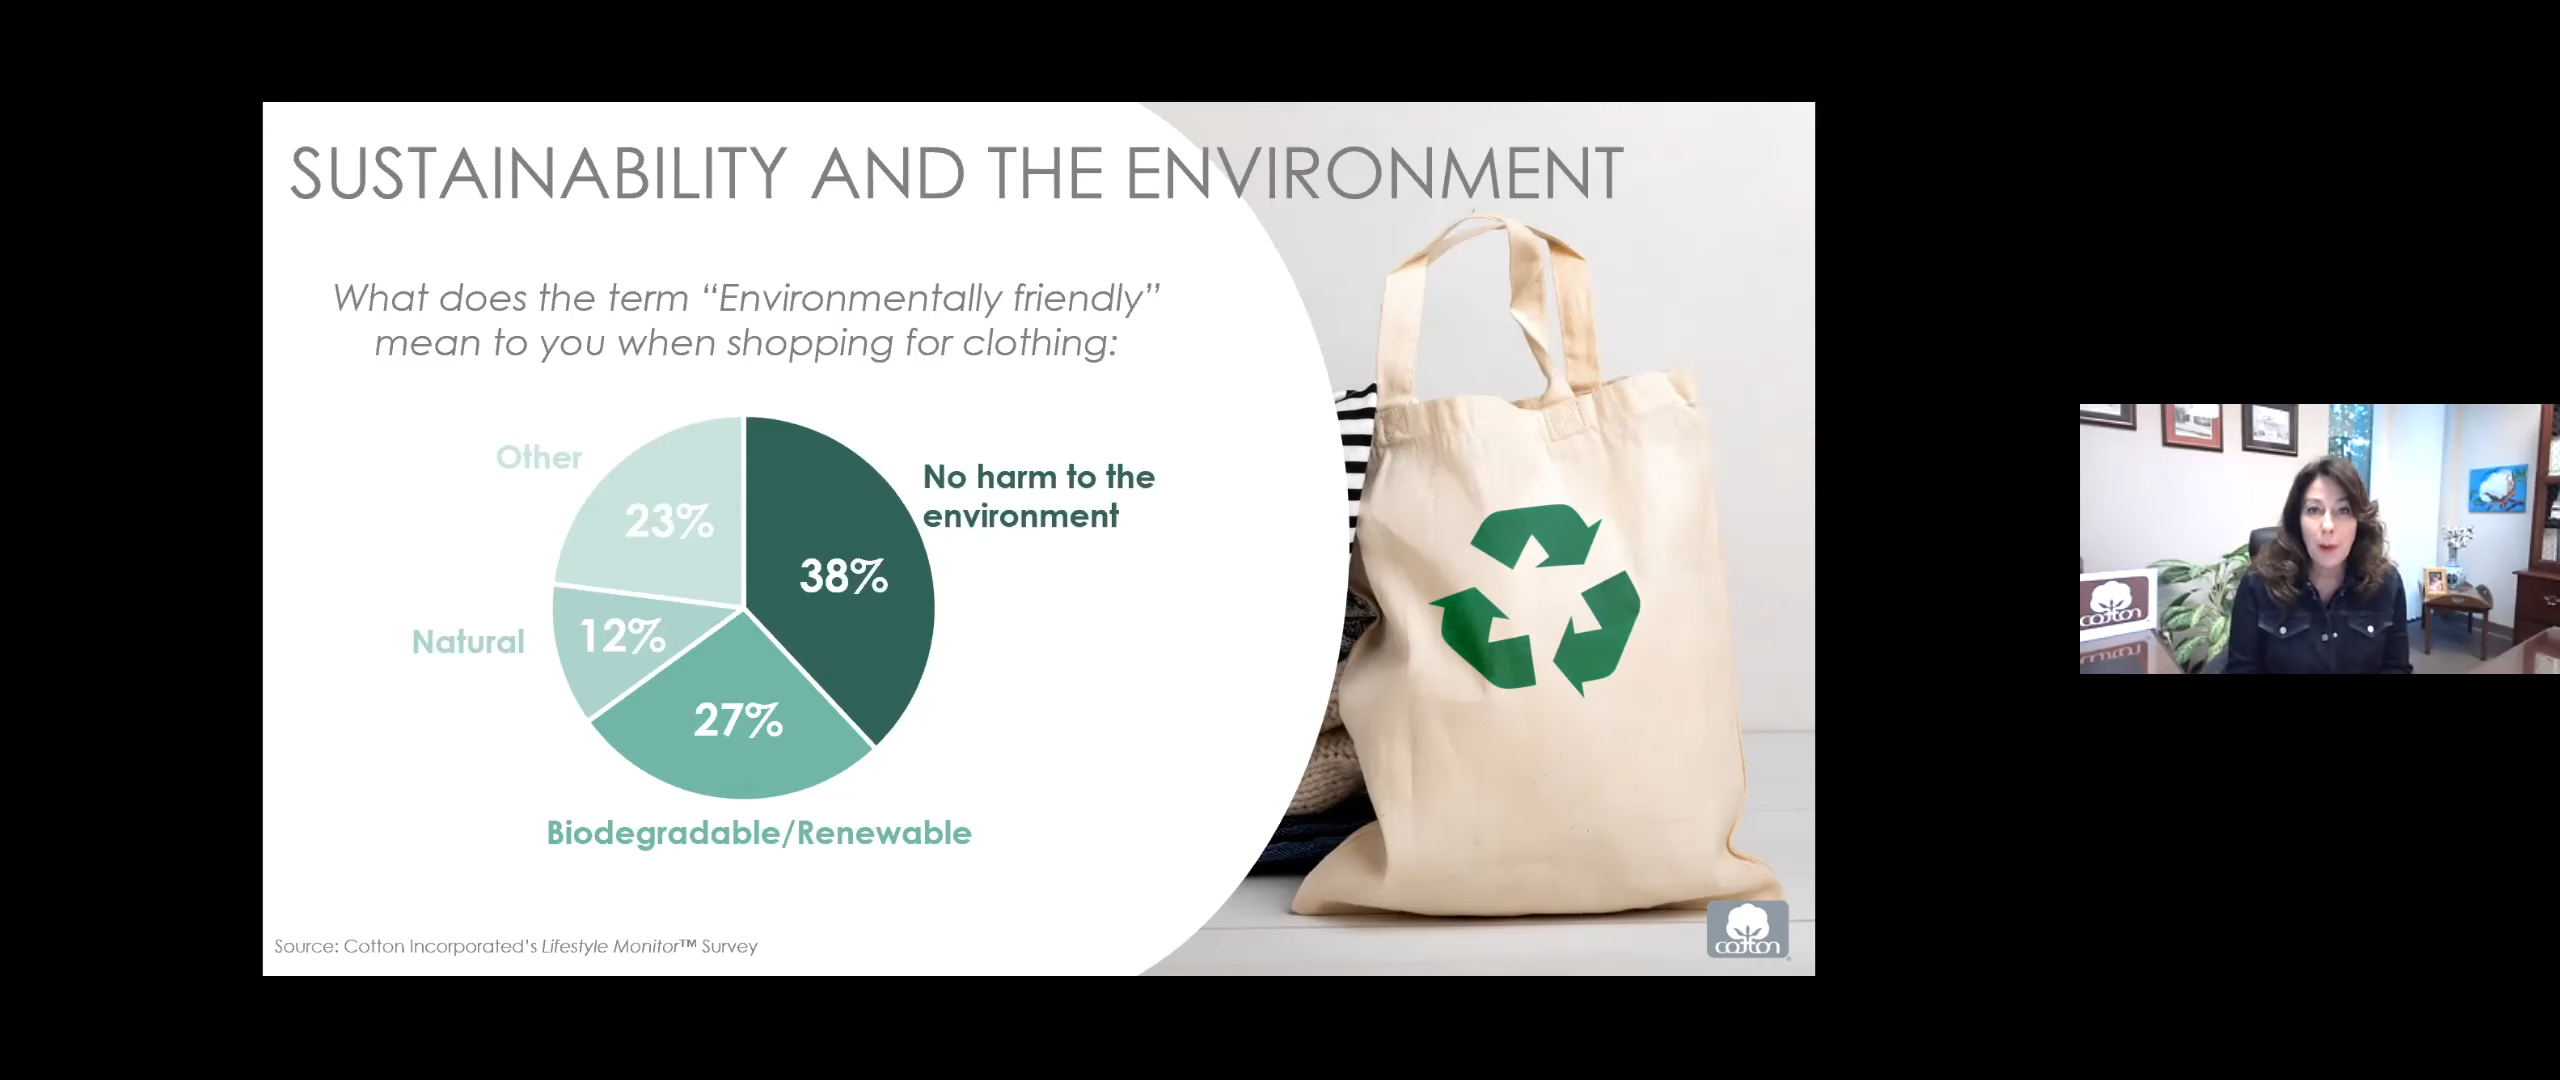 SUSTAINABILITY AND THE ENVIRONMENT
What does the term “Environmentally friendly”
mean to you when shopping for clothing:
Other
23%
No harm to the
environment
38%
Natural
12%
27%
Biodegradable/Renewable
Source: Cotton Incorporated’s Lifestyle Monitor™ Survey
cotton
cotton